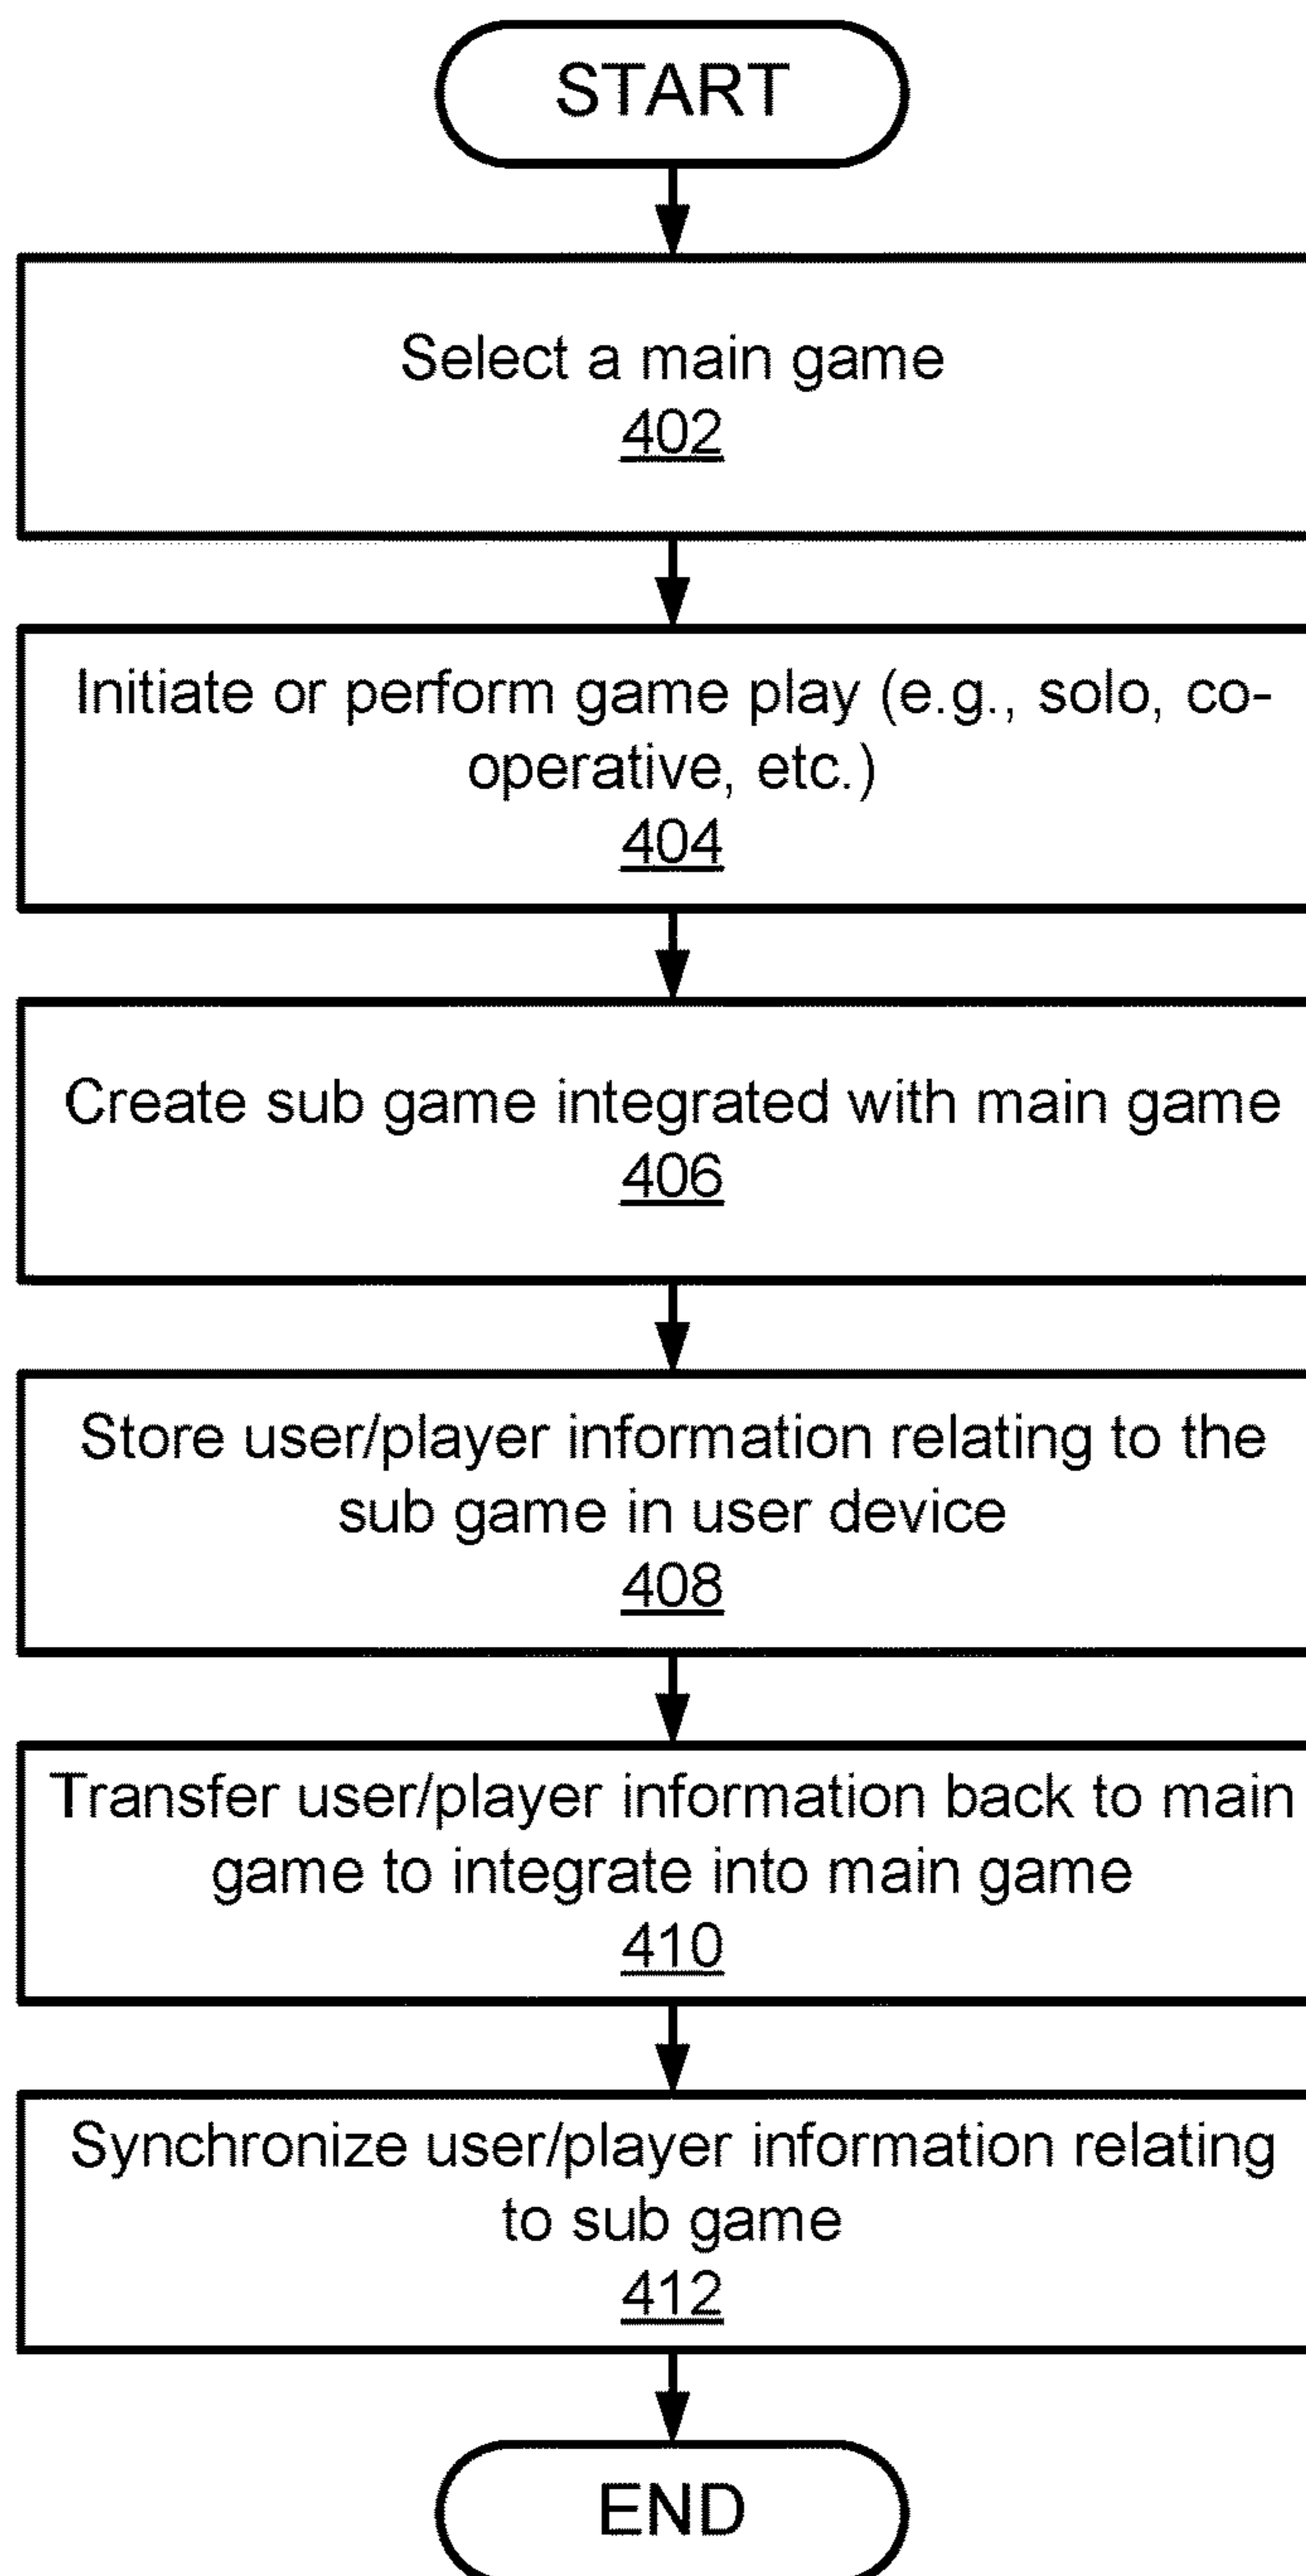 START
Select a main game
402
Initiate or perform game play (e.g., solo, co-
operative, etc.)
404
Create sub game integrated with main game
406
Store user/player information relating to the
sub game in user device
408
Transfer user/player information back to main
game to integrate into main game
410
Synchronize user/player information relating
to sub game
412
END